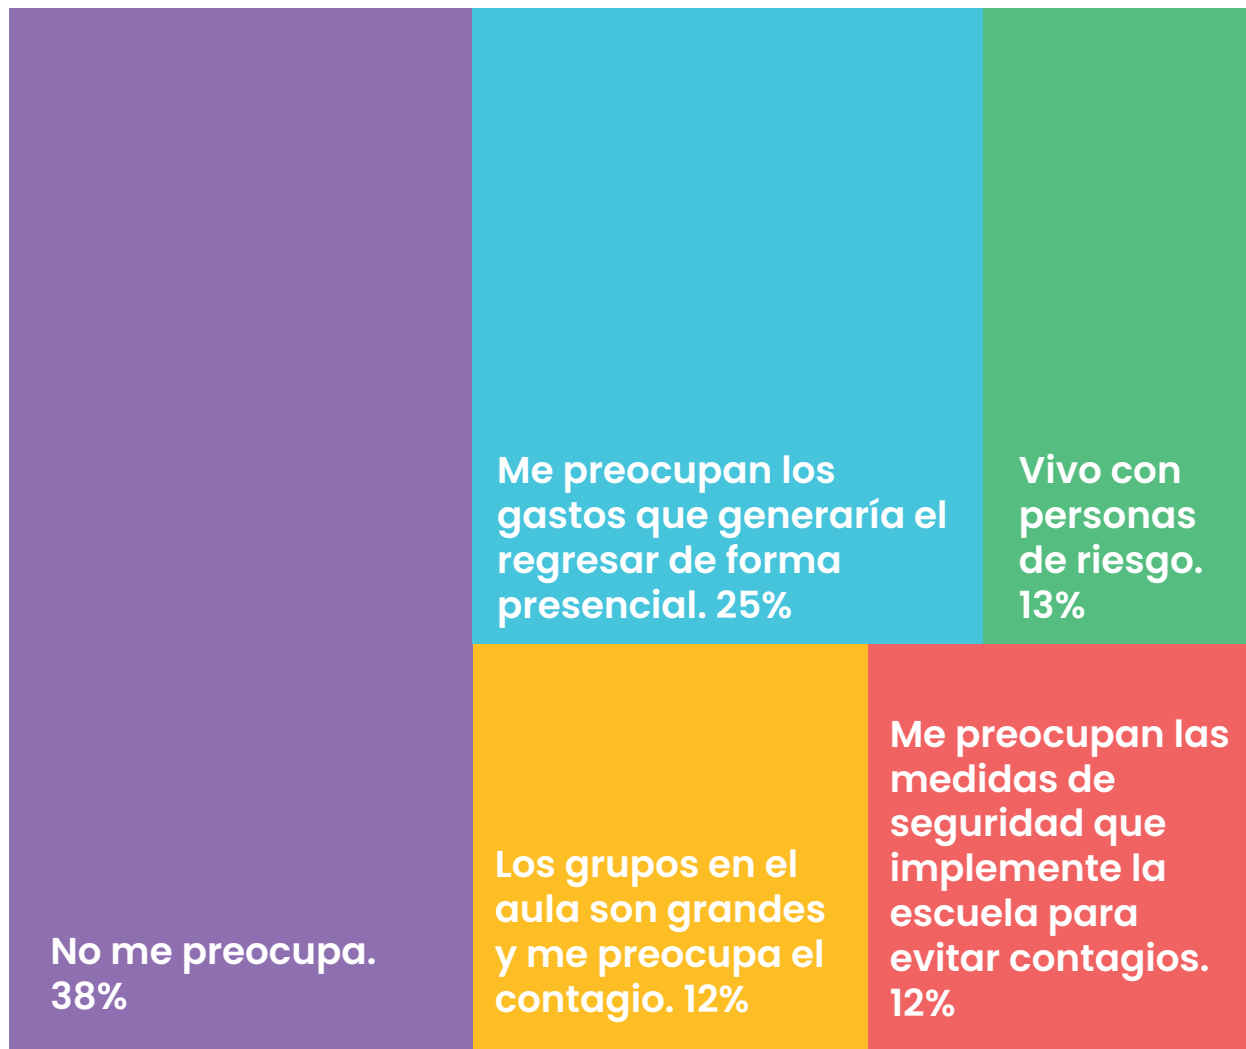 Me preocupan los
gastos que generaría el
regresar de forma
presencial. 25%
Vivo con
personas
de riesgo.
13%
No me preocupa.
38%
Los grupos en el
aula son grandes
y me preocupa el
contagio. 12%
Me preocupan las
medidas de
seguridad que
implemente la
escuela para
evitar contagios.
12%